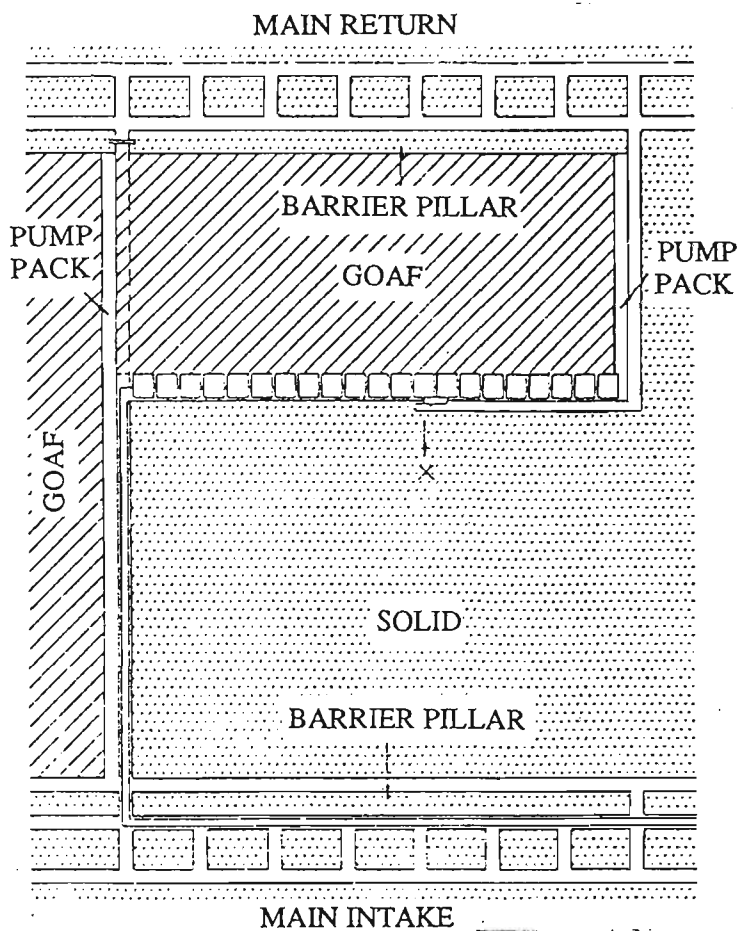 MAIN RETURN
BARRIER PILLAR
PUMP
PACK
GOAF
PUMP
PACK
GOAF
X
SOLID
BARRIER PILLAR
MAIN INTAKE